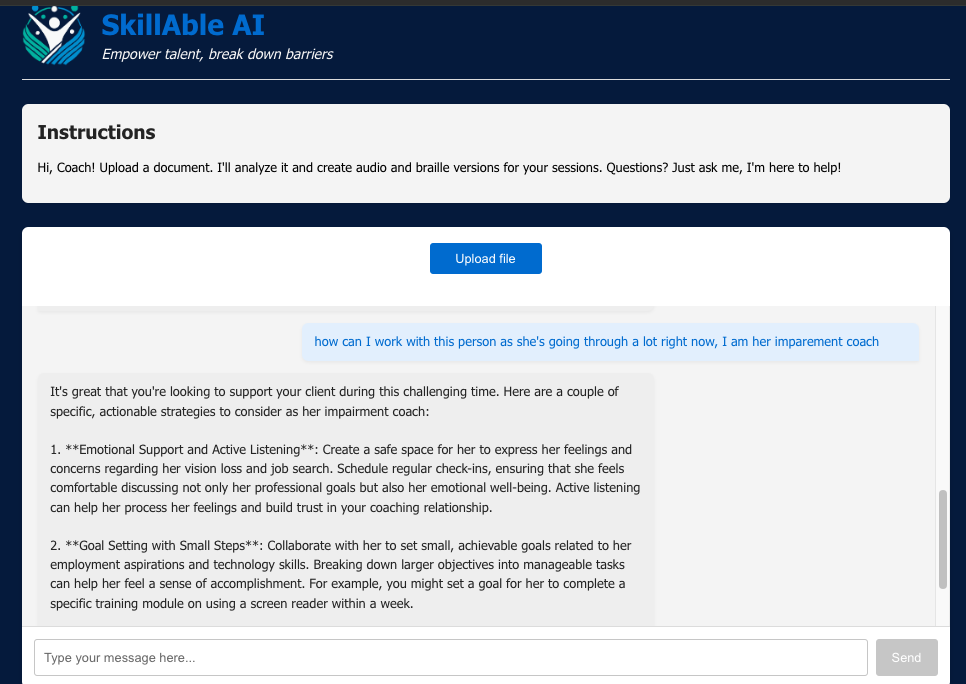 SkillAble AI
Empower talent, break down barriers
Instructions
Hi, Coach! Upload a document. I'll analyze it and create audio and braille versions for your sessions. Questions? Just ask me, I'm here to help!
Upload file
how can I work with this person as she's going through a lot right now, I am her imparement coach
It's great that you're looking to support your client during this challenging time. Here are a couple of
specific, actionable strategies to consider as her impairment coach:
1. **Emotional Support and Active Listening**: Create a safe space for her to express her feelings and
concerns regarding her vision loss and job search. Schedule regular check-ins, ensuring that she feels
comfortable discussing not only her professional goals but also her emotional well-being. Active listening
can help her process her feelings and build trust in your coaching relationship.
2. **Goal Setting with Small Steps**: Collaborate with her to set small, achievable goals related to her
employment aspirations and technology skills. Breaking down larger objectives into manageable tasks
can help her feel a sense of accomplishment. For example, you might set a goal for her to complete a
specific training module on using a screen reader within a week.
Type your message here...
Send